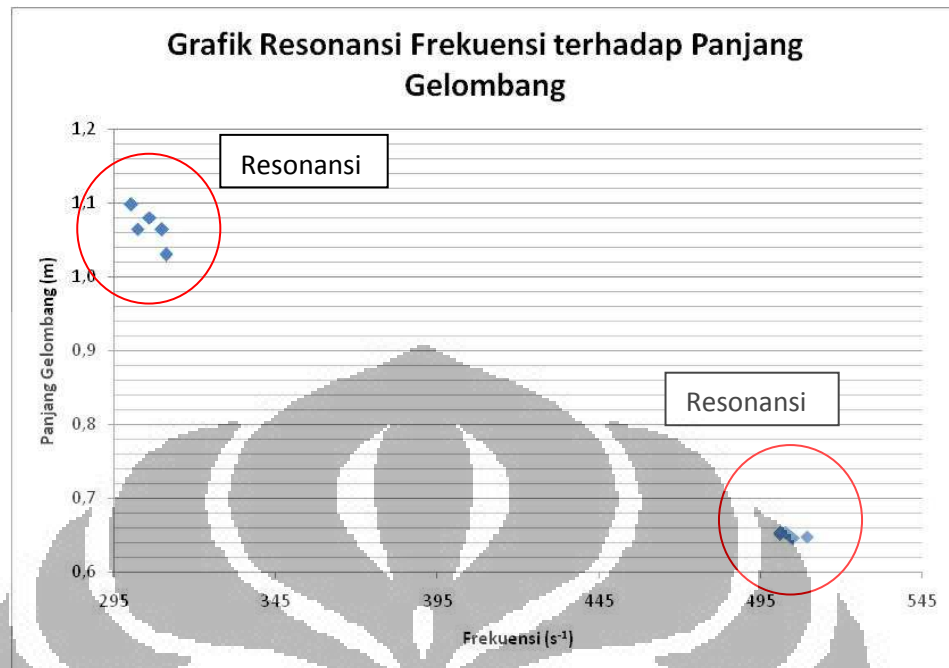 Grafik Resonansi Frekuensi terhadap Panjang
Gelombang
Resonansi
Resonansi
Panjang Gelombang (m)
1,2
1,1
1,0
0,9
0,8
0,7
0,6
295 345 395 445 495 545
Frekuensi (s⁻¹)